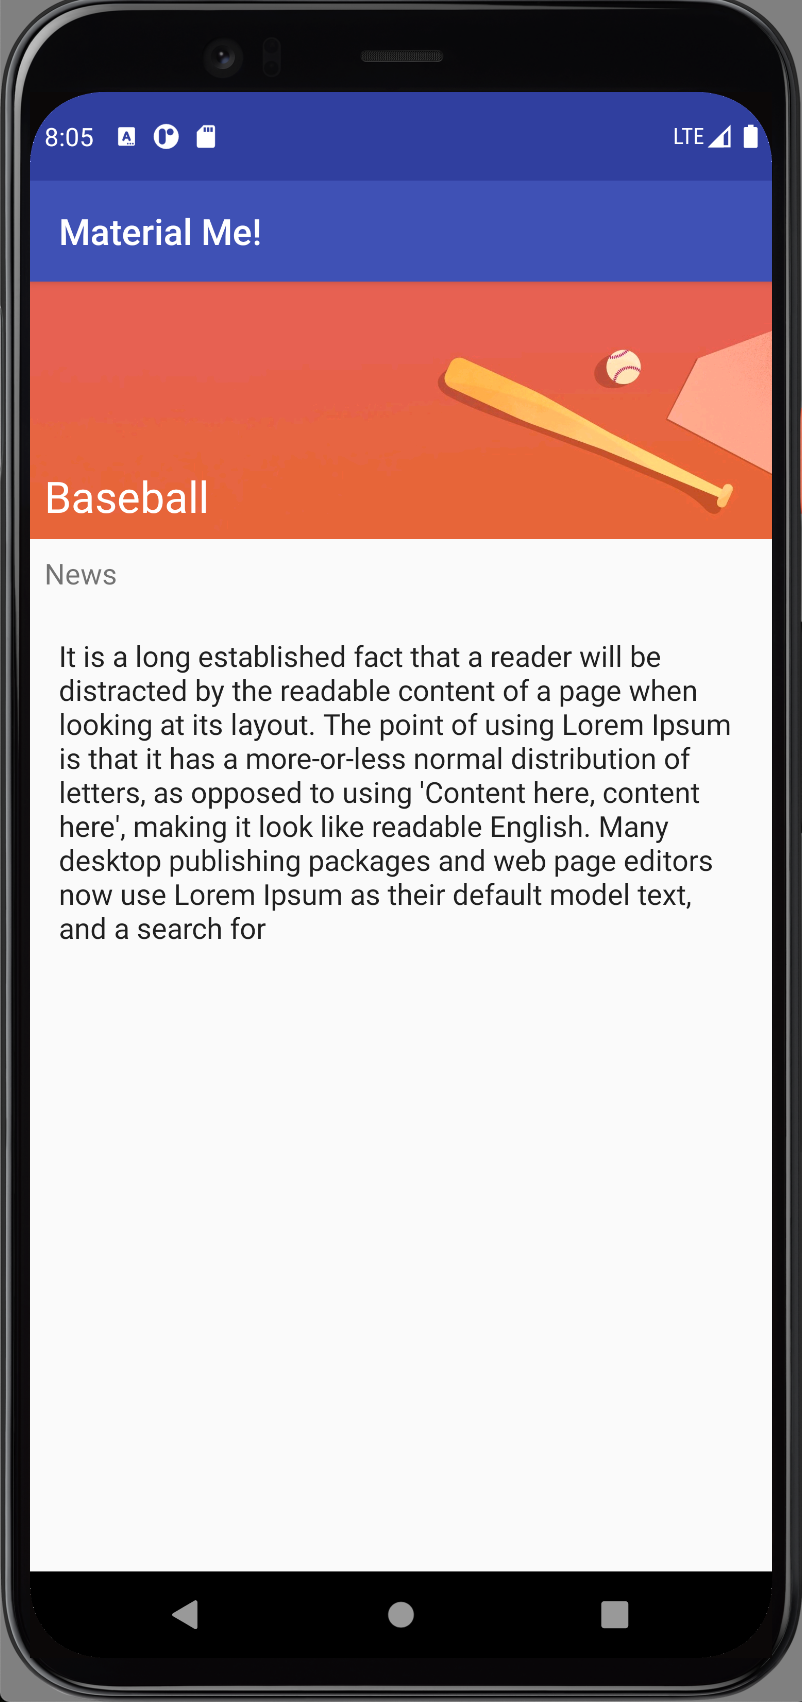 8:05 A LTE
Material Me!
Baseball
News
It is a long established fact that a reader will be
distracted by the readable content of a page when
looking at its layout. The point of using Lorem Ipsum
is that it has a more-or-less normal distribution of
letters, as opposed to using 'Content here, content
here', making it look like readable English. Many
desktop publishing packages and web page editors
now use Lorem Ipsum as their default model text,
and a search for